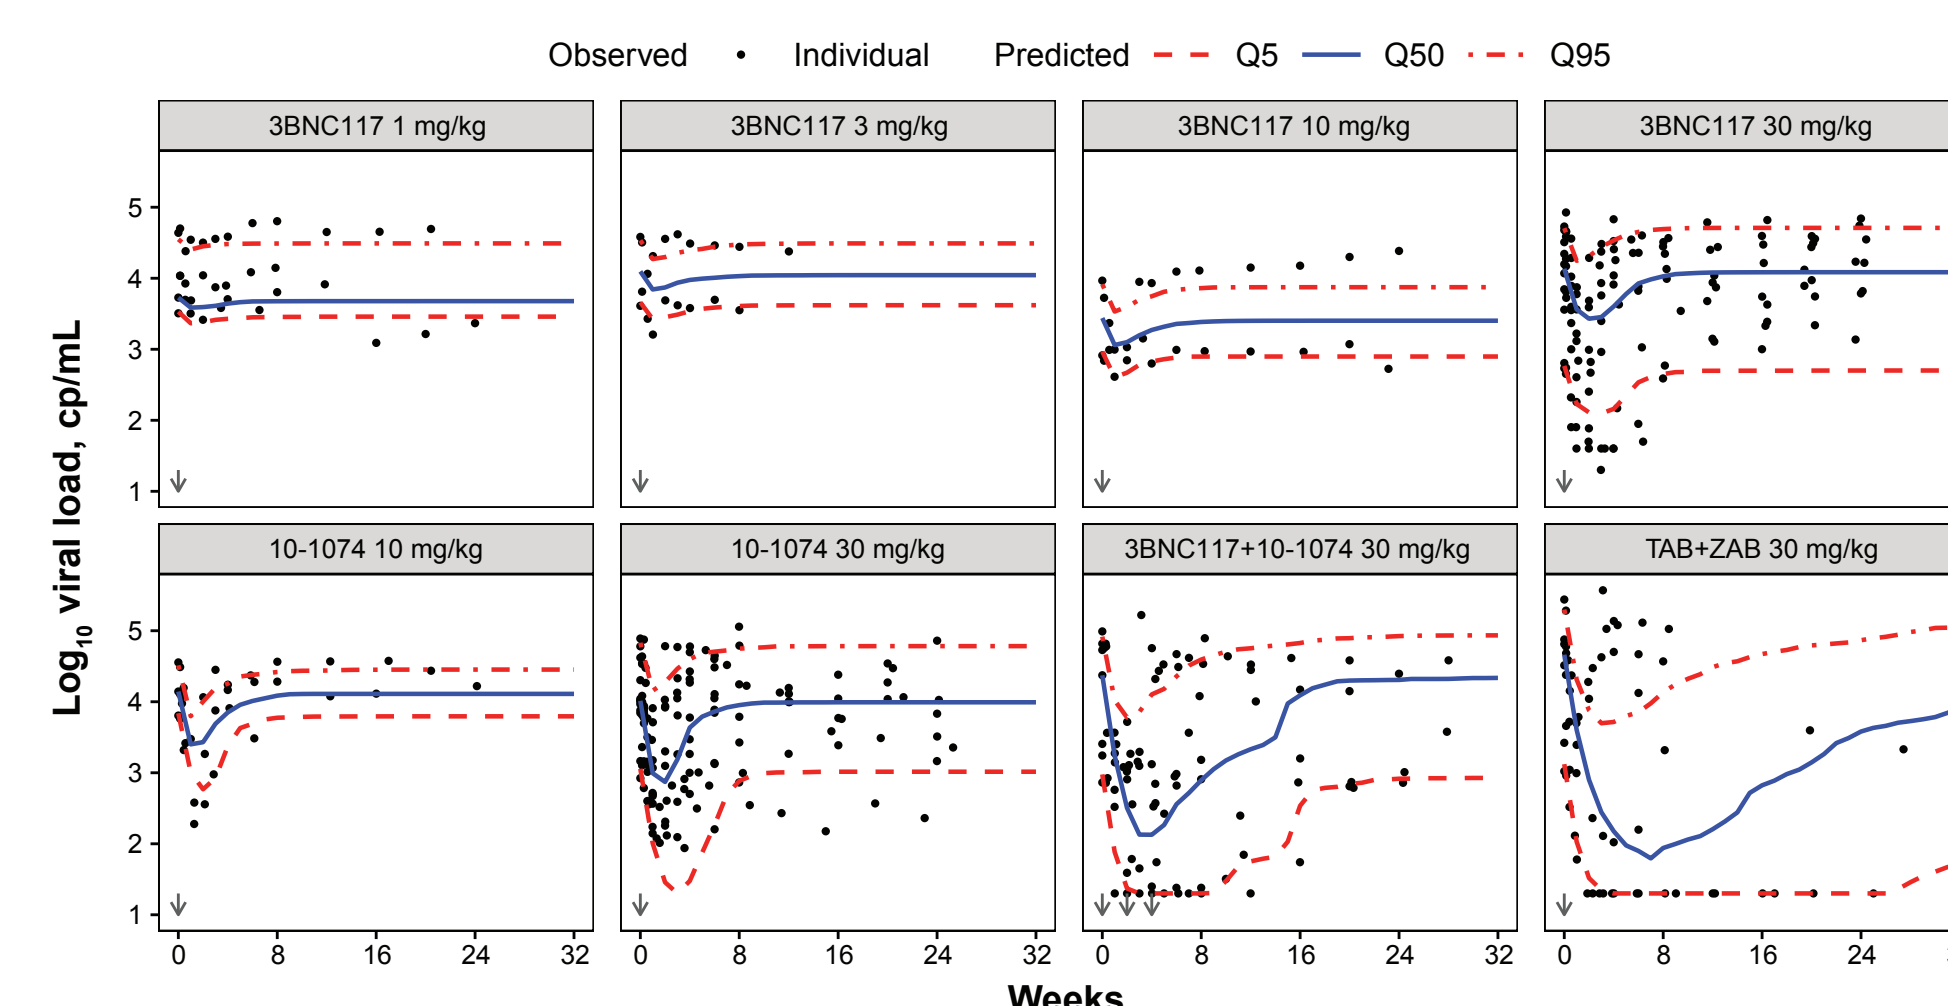 Observed Individual Predicted Q5 Q50 Q95
3BNC117 1 mg/kg 3BNC117 3 mg/kg 3BNC117 10 mg/kg 3BNC117 30 mg/kg
5
4
3
2
1
Log10 viral load, cp/mL
10-1074 10 mg/kg 10-1074 30 mg/kg 3BNC117+10-1074 30 mg/kg TAB+ZAB 30 mg/kg
5
4
3
2
1
0 8 16 24 32 0 8 16 24 32 0 8 16 24 32 0 8 16 24
Weeks